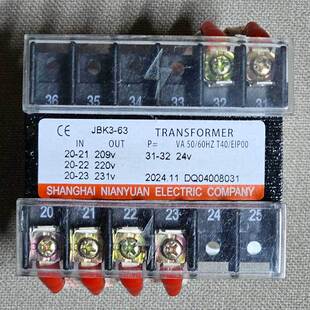 36 35 34 33 32 31
CE JBK3-63 TRANSFORMER
IN OUT P= VA 50/60HZ T40/EIP00
20-21 209v 31-32 24v
20-22 220v
20-23 231v 2024.11 DQ04008031
SHANGHAI NIANYUAN ELECTRIC COMPANY
20 21 22 23 24 25